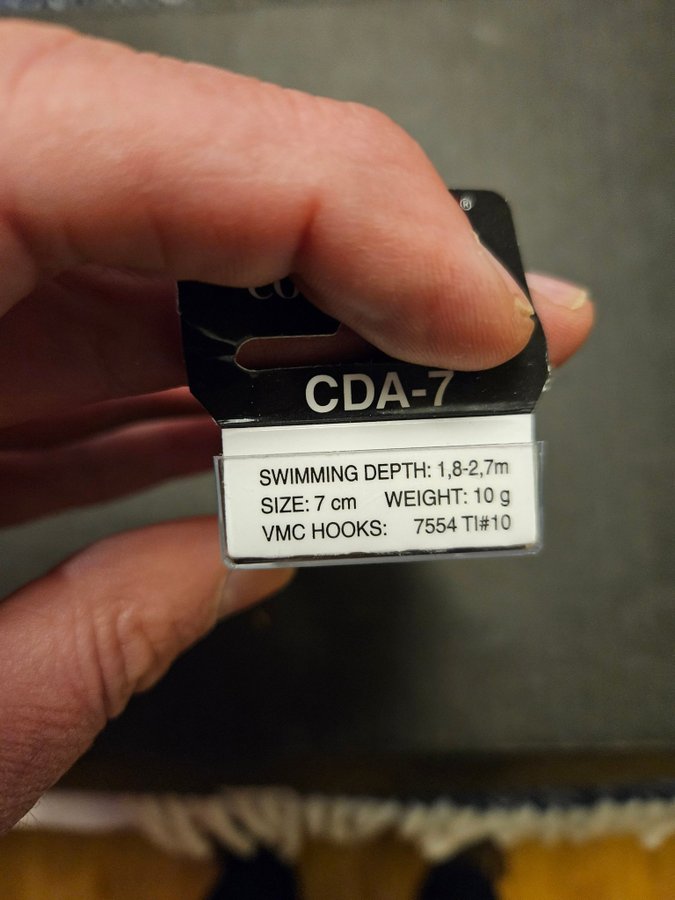 ®
CDA-7
SWIMMING DEPTH: 1,8-2,7m
SIZE: 7 cm WEIGHT: 10 g
VMC HOOKS: 7554 TI#10